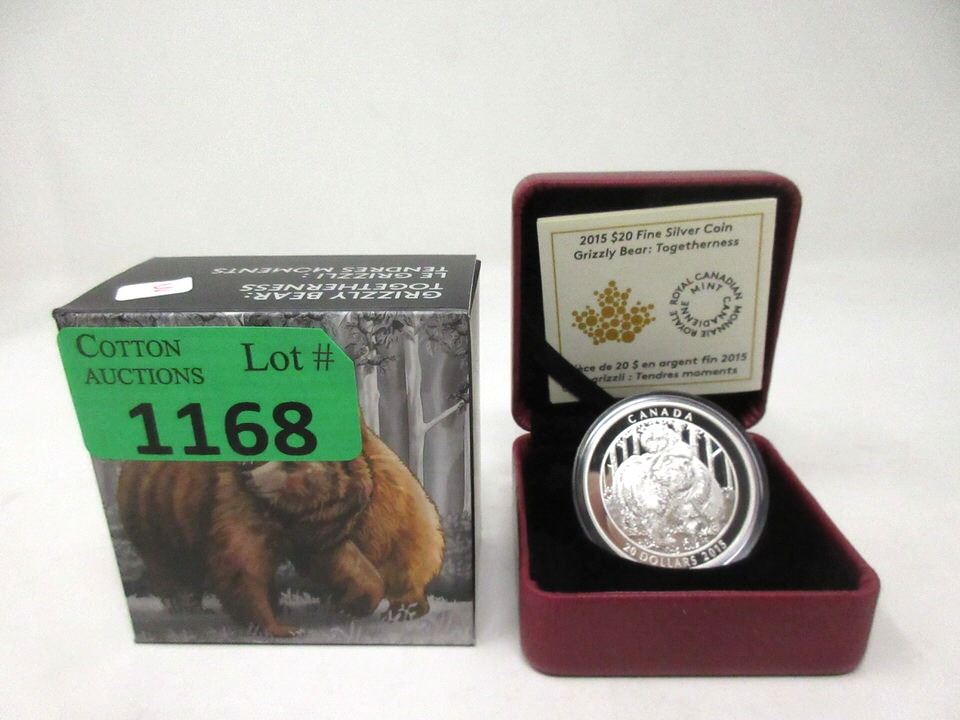 GRIZZLY BEAR:
TOGETHERNESS
LE GRIZZLI :
TENDRES MOMENTS
COTTON
AUCTIONS
Lot #
1168
2015 $20 Fine Silver Coin
Grizzly Bear: Togetherness
ROYAL CANADIAN MINT
MONNAIE ROYALE CANADIENNE
de 20 $ en argent fin 2015
: Tendres moments
CANADA
20 DOLLARS 2015